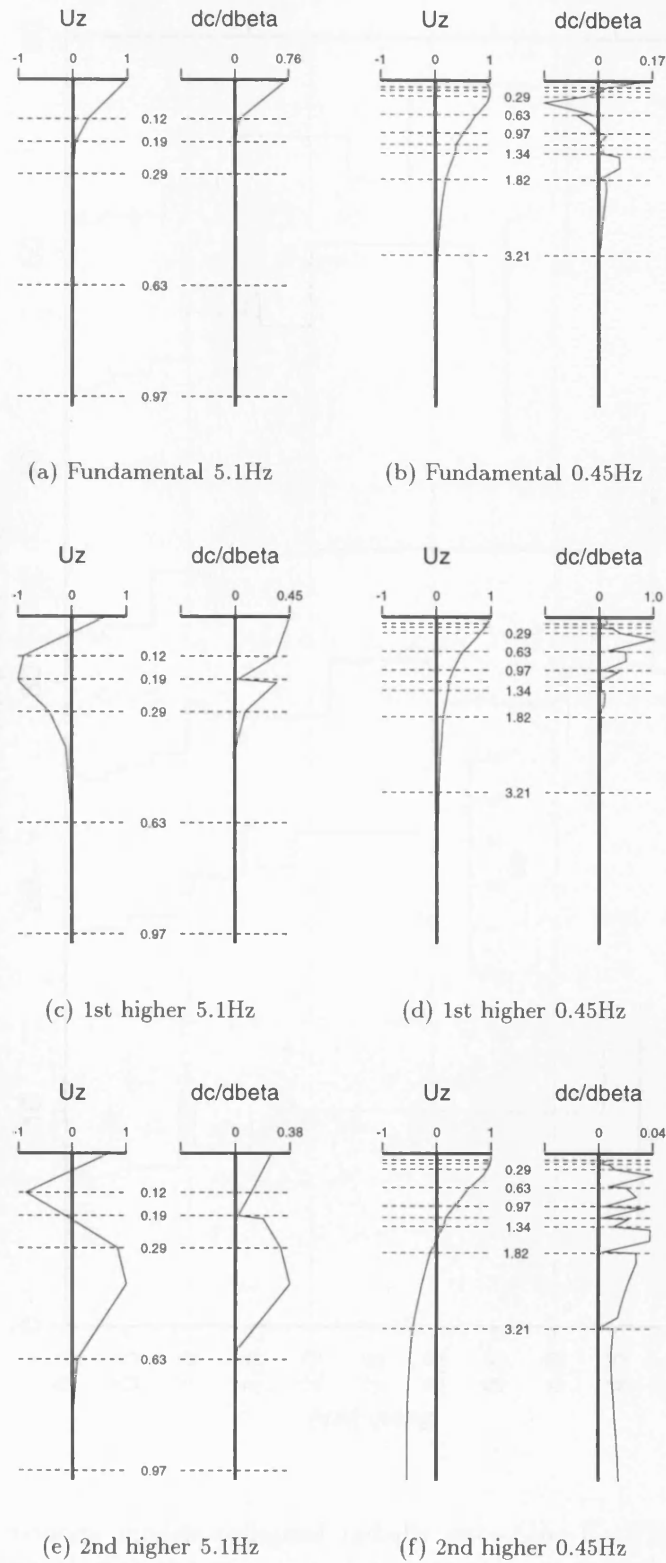 Uz dc/dbeta
-1 0 1 0 0.76
0.12
0.19
0.29
0.63
0.97
(a) Fundamental 5.1Hz
Uz dc/dbeta
-1 0 1 0 0.17
0.29
0.63
0.97
1.34
1.82
3.21
(b) Fundamental 0.45Hz
Uz dc/dbeta
-1 0 1 0 0.45
0.12
0.19
0.29
0.63
0.97
(c) 1st higher 5.1Hz
Uz dc/dbeta
-1 0 1 0 1.0
0.29
0.63
0.97
1.34
1.82
3.21
(d) 1st higher 0.45Hz
Uz dc/dbeta
-1 0 1 0 0.38
0.12
0.19
0.29
0.63
0.97
(e) 2nd higher 5.1Hz
Uz dc/dbeta
-1 0 1 0 0.04
0.29
0.63
0.97
1.34
1.82
3.21
(f) 2nd higher 0.45Hz